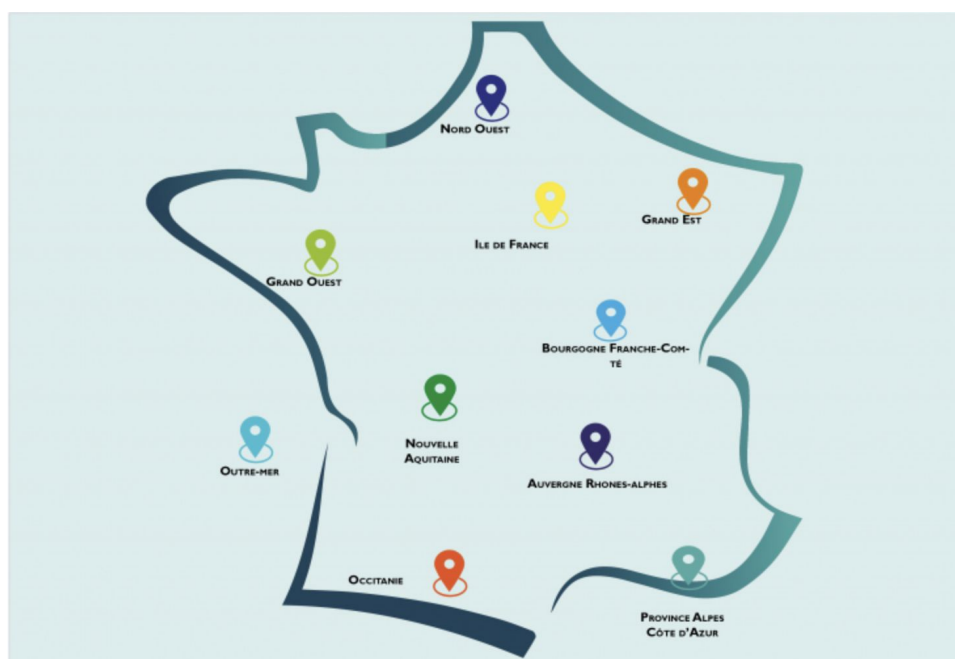 Nord Ouest
Grand Est
Ile de France
Grand Ouest
Bourgogne Franche-Com-
té
Nouvelle
Aquitaine
Outre-mer
Auvergne Rhones-alphes
Occitanie
Province Alpes
Côte d'Azur